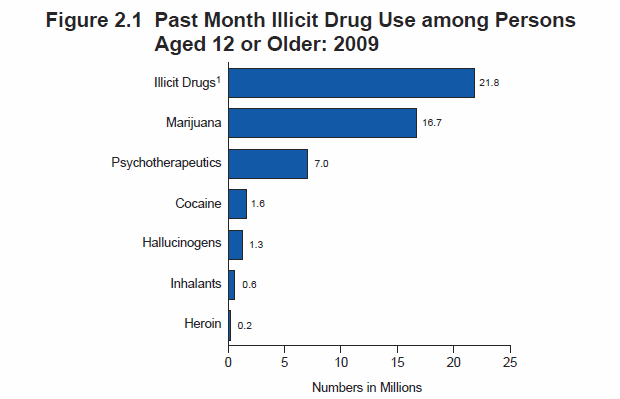 Figure 2.1 Past Month Illicit Drug Use among Persons
Aged 12 or Older: 2009
Illicit Drugs¹ 21.8
Marijuana 16.7
Psychotherapeutics 7.0
Cocaine 1.6
Hallucinogens 1.3
Inhalants 0.6
Heroin 0.2
0 5 10 15 20 25
Numbers in Millions